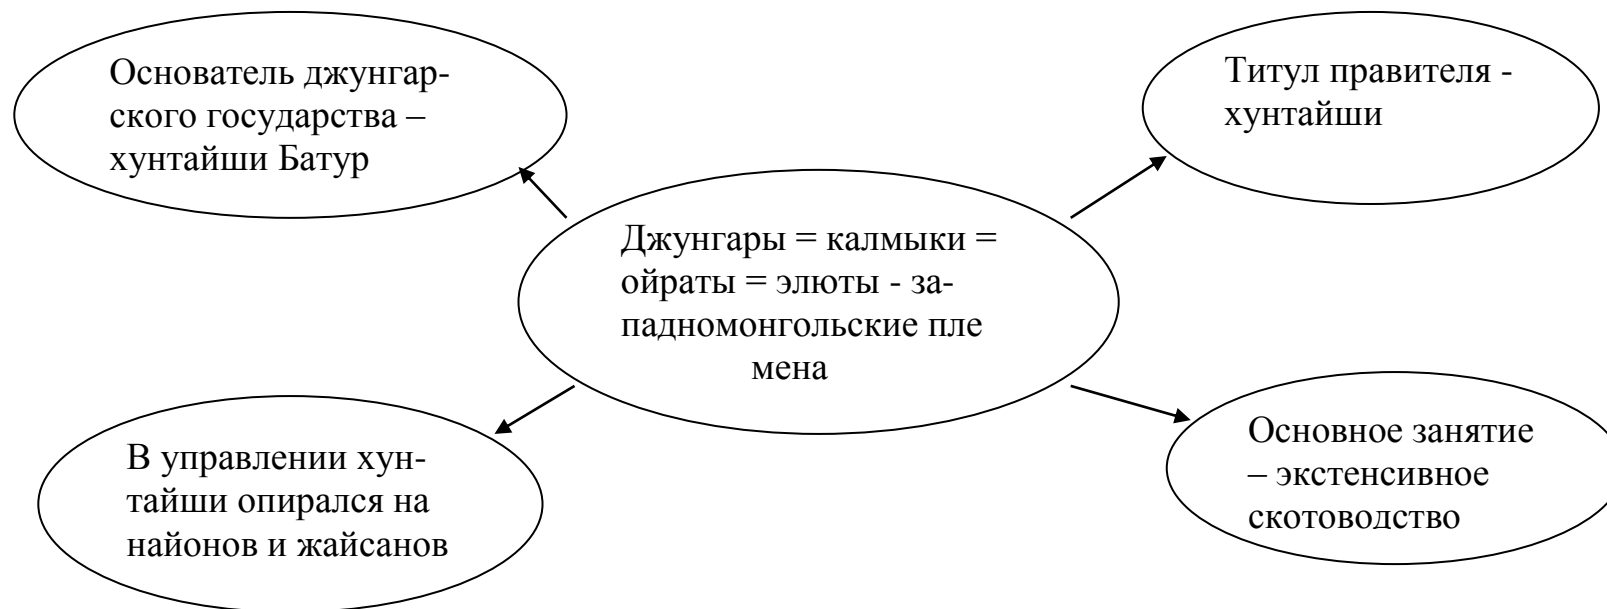 Основатель джунгар-
ского государства –
хунтайши Батур
Титул правителя -
хунтайши
Джунгары = калмыки =
ойраты = элюты - за-
падномонгольские пле
мена
В управлении хун-
тайши опирался на
найонов и жайсанов
Основное занятие
– экстенсивное
скотоводство